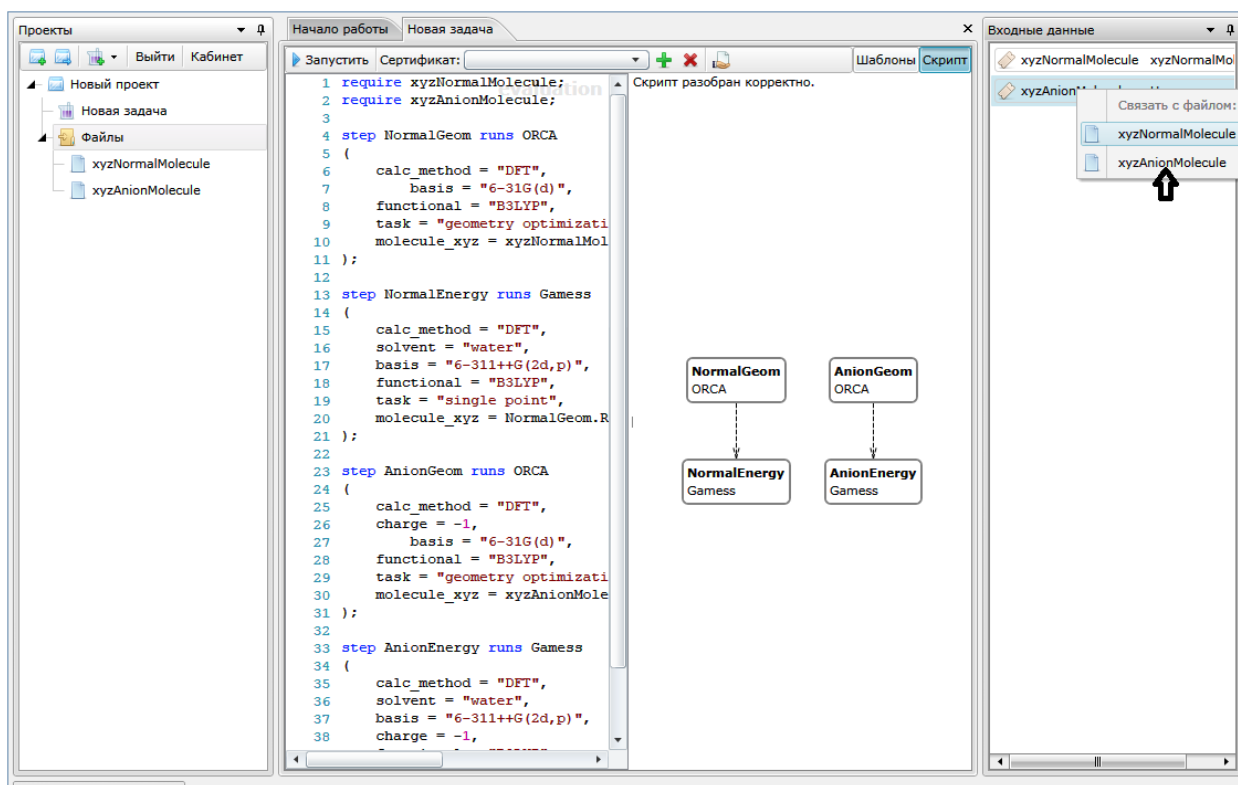 Проекты
Выйти Кабинет
Новый проект
Новая задача
Файлы
xyzNormalMolecule
xyzAnionMolecule
Начало работы Новая задача
Запустить Сертификат: Шаблоны Скрипт
evaluation
1 require xyzNormalMolecule;
2 require xyzAnionMolecule;
3
4 step NormalGeom runs ORCA
5 (
6 calc_method = "DFT",
7 basis = "6-31G(d)",
8 functional = "B3LYP",
9 task = "geometry optimizati
10 molecule_xyz = xyzNormalMol
11 );
12
13 step NormalEnergy runs Gamess
14 (
15 calc_method = "DFT",
16 solvent = "water",
17 basis = "6-311++G(2d,p)",
18 functional = "B3LYP",
19 task = "single point",
20 molecule_xyz = NormalGeom.R
21 );
22
23 step AnionGeom runs ORCA
24 (
25 calc_method = "DFT",
26 charge = -1,
27 basis = "6-31G(d)",
28 functional = "B3LYP",
29 task = "geometry optimizati
30 molecule_xyz = xyzAnionMole
31 );
32
33 step AnionEnergy runs Gamess
34 (
35 calc_method = "DFT",
36 solvent = "water",
37 basis = "6-311++G(2d,p)",
38 charge = -1,
Скрипт разобран корректно.
NormalGeom
ORCA
AnionGeom
ORCA
NormalEnergy
Gamess
AnionEnergy
Gamess
Входные данные
xyzNormalMolecule xyzNormalMol
xyzAnion
Связать с файлом:
xyzNormalMolecule
xyzAnionMolecule